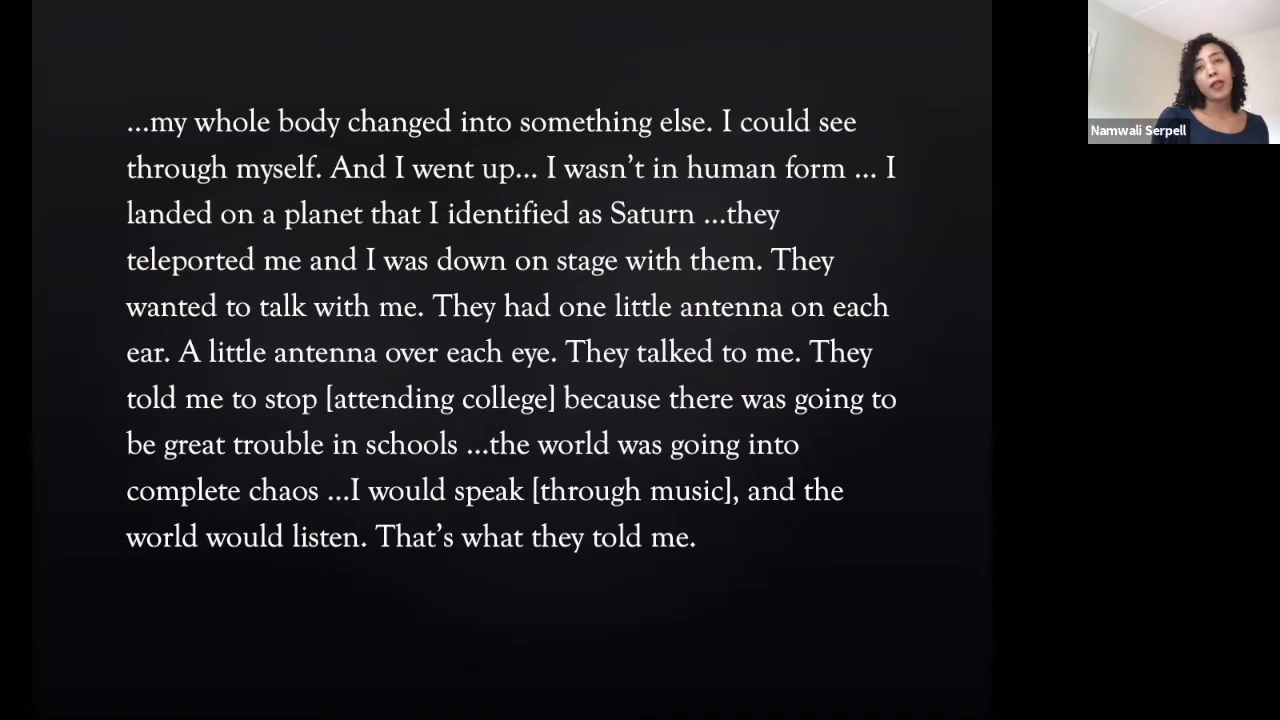 ...my whole body changed into something else. I could see
through myself. And I went up... I wasn’t in human form ... I
landed on a planet that I identified as Saturn ...they
teleported me and I was down on stage with them. They
wanted to talk with me. They had one little antenna on each
ear. A little antenna over each eye. They talked to me. They
told me to stop [attending college] because there was going to
be great trouble in schools ...the world was going into
complete chaos ...I would speak [through music], and the
world would listen. That’s what they told me.
Namwali Serpell